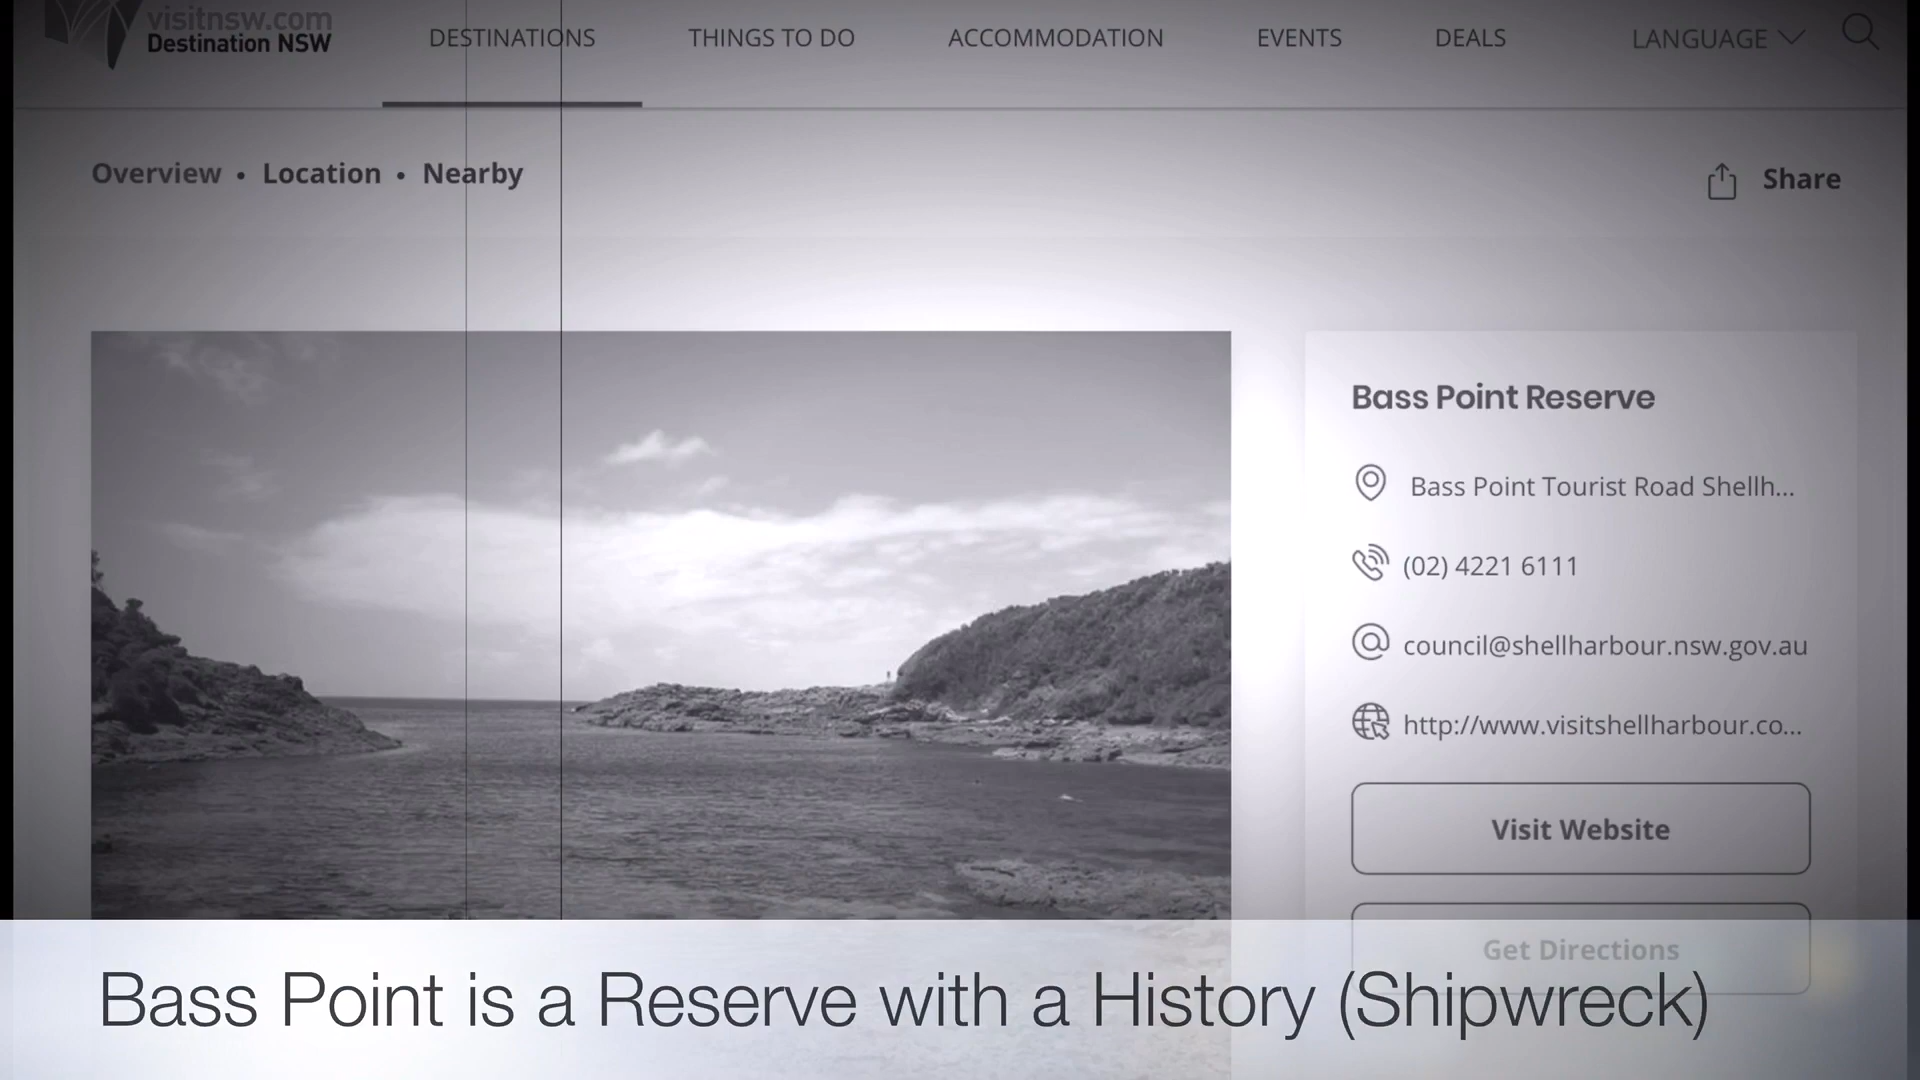 visitnsw.com
Destination NSW
DESTINATIONS
THINGS TO DO
ACCOMMODATION
EVENTS
DEALS
LANGUAGE
Overview • Location • Nearby
Share
Bass Point Reserve
Bass Point Tourist Road Shellh...
(02) 4221 6111
council@shellharbour.nsw.gov.au
http://www.visitshellharbour.co...
Visit Website
Get Directions
Bass Point is a Reserve with a History (Shipwreck)